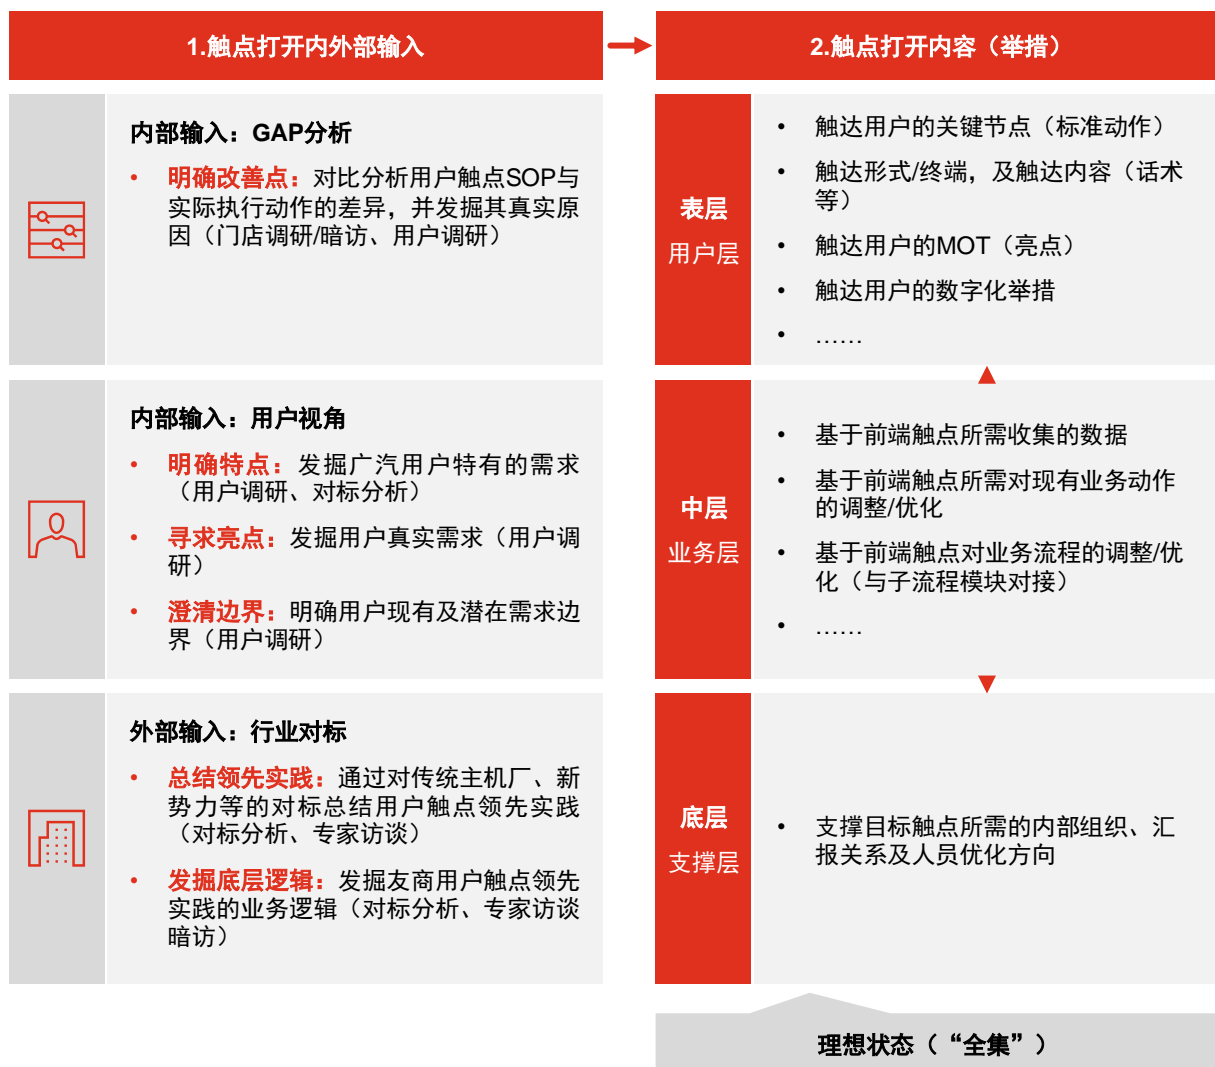 1.触点打开内外部输入
2.触点打开内容（举措）
内部输入：GAP分析
• 明确改善点：对比分析用户触点SOP与
实际执行动作的差异，并发掘其真实原
因（门店调研/暗访、用户调研）
内部输入：用户视角
• 明确特点：发掘广汽用户特有的需求
（用户调研、对标分析）
• 寻求亮点：发掘用户真实需求（用户调
研）
• 澄清边界：明确用户现有及潜在需求边
界（用户调研）
外部输入：行业对标
• 总结领先实践：通过对传统主机厂、新
势力等的对标总结用户触点领先实践
（对标分析、专家访谈）
• 发掘底层逻辑：发掘友商用户触点领先
实践的业务逻辑（对标分析、专家访谈
暗访）
表层
用户层
• 触达用户的关键节点（标准动作）
• 触达形式/终端，及触达内容（话术
等）
• 触达用户的MOT（亮点）
• 触达用户的数字化举措
• ……
中层
业务层
• 基于前端触点所需收集的数据
• 基于前端触点所需对现有业务动作
的调整/优化
• 基于前端触点对业务流程的调整/优
化（与子流程模块对接）
• ……
底层
支撑层
• 支撑目标触点所需的内部组织、汇
报关系及人员优化方向
理想状态（“全集”）